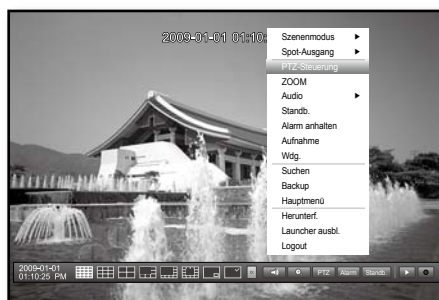 2009-01-01 01:10:
Szenenmodus
Spot-Ausgang
PTZ-Steuerung
ZOOM
Audio
Standb.
Alarm anhalten
Aufnahme
Wdg.
Suchen
Backup
Hauptmenü
Herunterf.
Launcher ausbl.
Logout
2009-01-01
01:10:25 PM
PTZ Alarm Standb